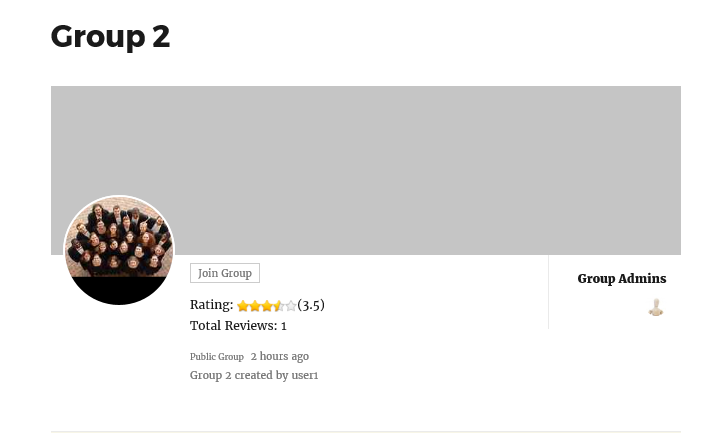 Group 2
Join Group
Rating: (3.5)
Total Reviews: 1
Public Group 2 hours ago
Group 2 created by user1
Group Admins